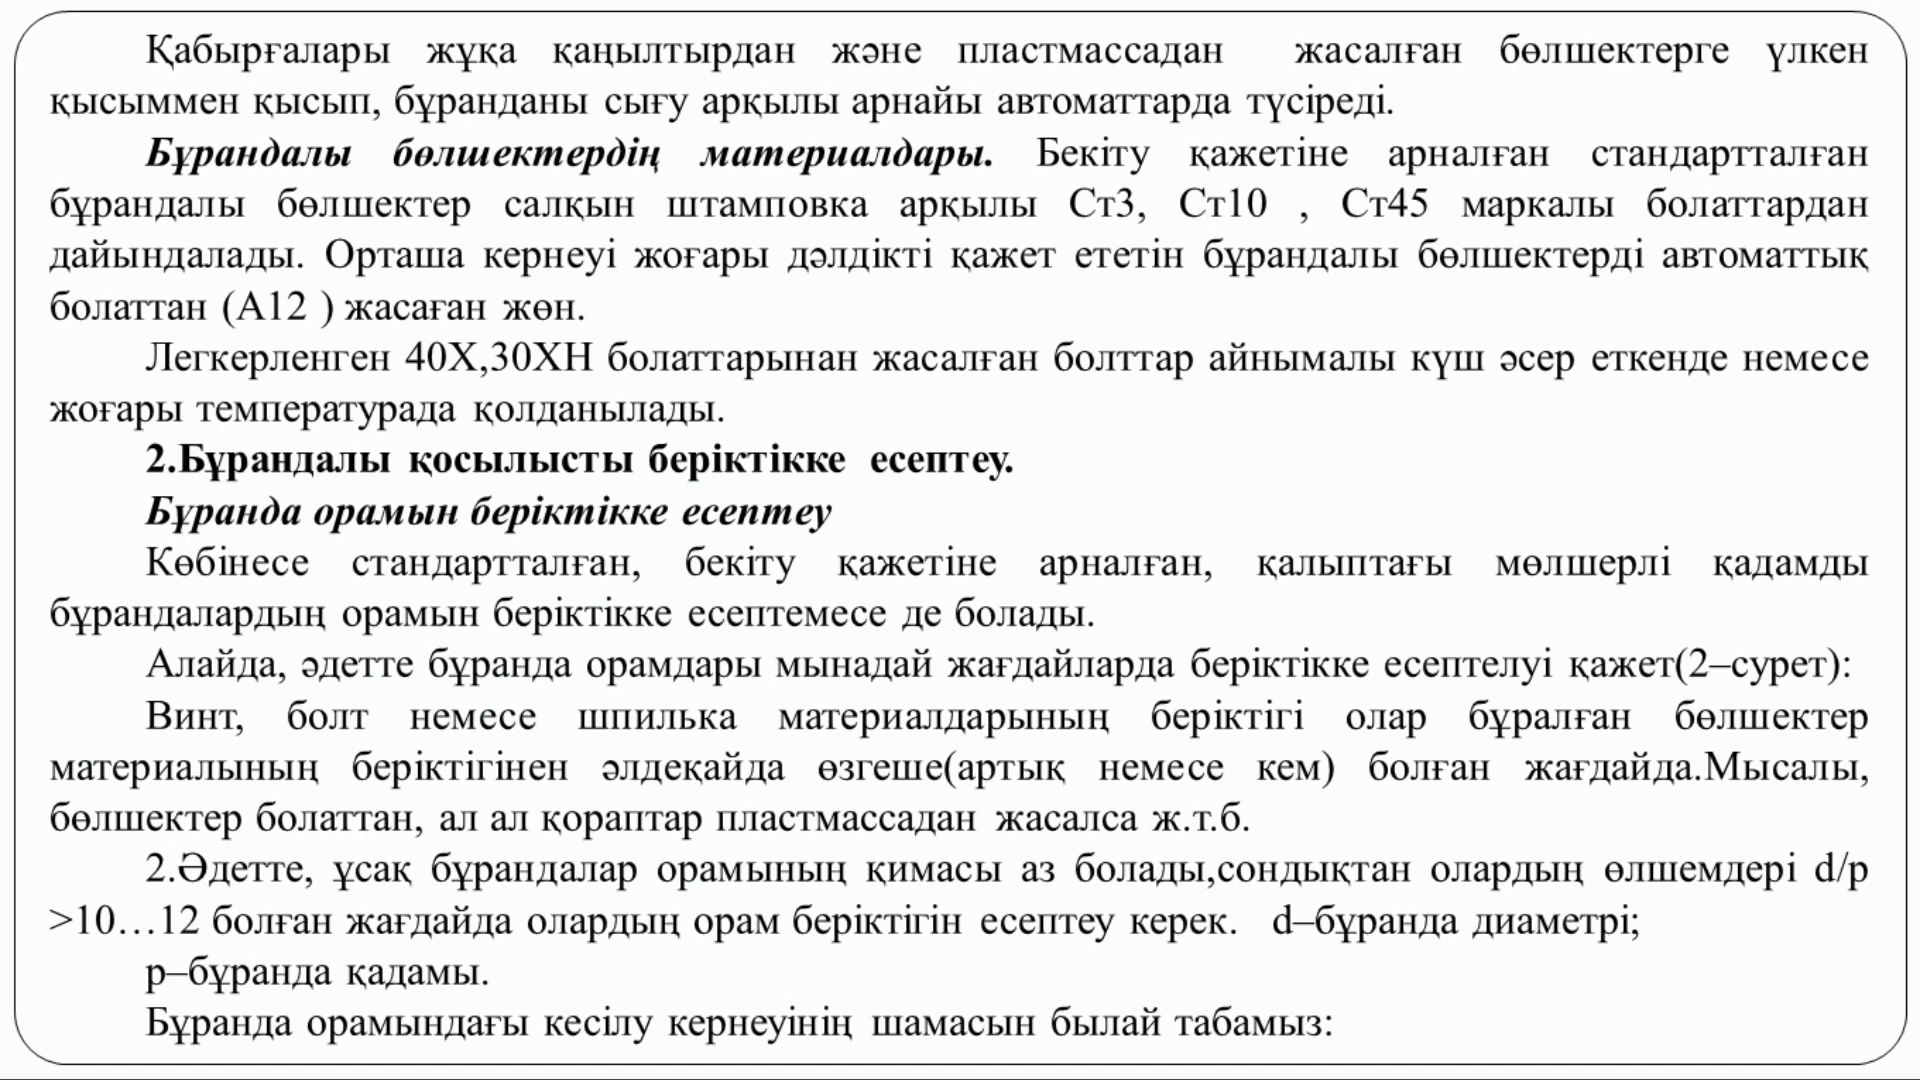 Қабырғалары жұқа қаңылтырдан және пластмассадан жасалған бөлшектерге үлкен
қысыммен қысып, бұранданы сығу арқылы арнайы автоматтарда түсіреді.
Бұрандалы бөлшектердің материалдары. Бекіту қажетіне арналған стандартталған
бұрандалы бөлшектер салқын штамповка арқылы Ст3, Ст10 , Ст45 маркалы болаттардан
дайындалады. Орташа кернеуі жоғары дәлдікті қажет ететін бұрандалы бөлшектерді автоматтық
болаттан (А12 ) жасаған жөн.
Легкерленген 40Х,30ХН болаттарынан жасалған болттар айнымалы күш әсер еткенде немесе
жоғары температурада қолданылады.
2.Бұрандалы қосылысты беріктікке есептеу.
Бұранда орамын беріктікке есептеу
Көбінесе стандартталған, бекіту қажетіне арналған, қалыптағы мөлшерлі қадамды
бұрандалардың орамын беріктікке есептемесе де болады.
Алайда, әдетте бұранда орамдары мынадай жағдайларда беріктікке есептелуі қажет(2–сурет):
Винт, болт немесе шпилька материалдарының беріктігі олар бұралған бөлшектер
материалының беріктігінен әлдеқайда өзгеше(артық немесе кем) болған жағдайда.Мысалы,
бөлшектер болаттан, ал ал қораптар пластмассадан жасалса ж.т.б.
2.Әдетте, ұсақ бұрандалар орамының қимасы аз болады,сондықтан олардың өлшемдері d/p
>10…12 болған жағдайда олардың орам беріктігін есептеу керек. d–бұранда диаметрі;
р–бұранда қадамы.
Бұранда орамындағы кесілу кернеуінің шамасын былай табамыз: